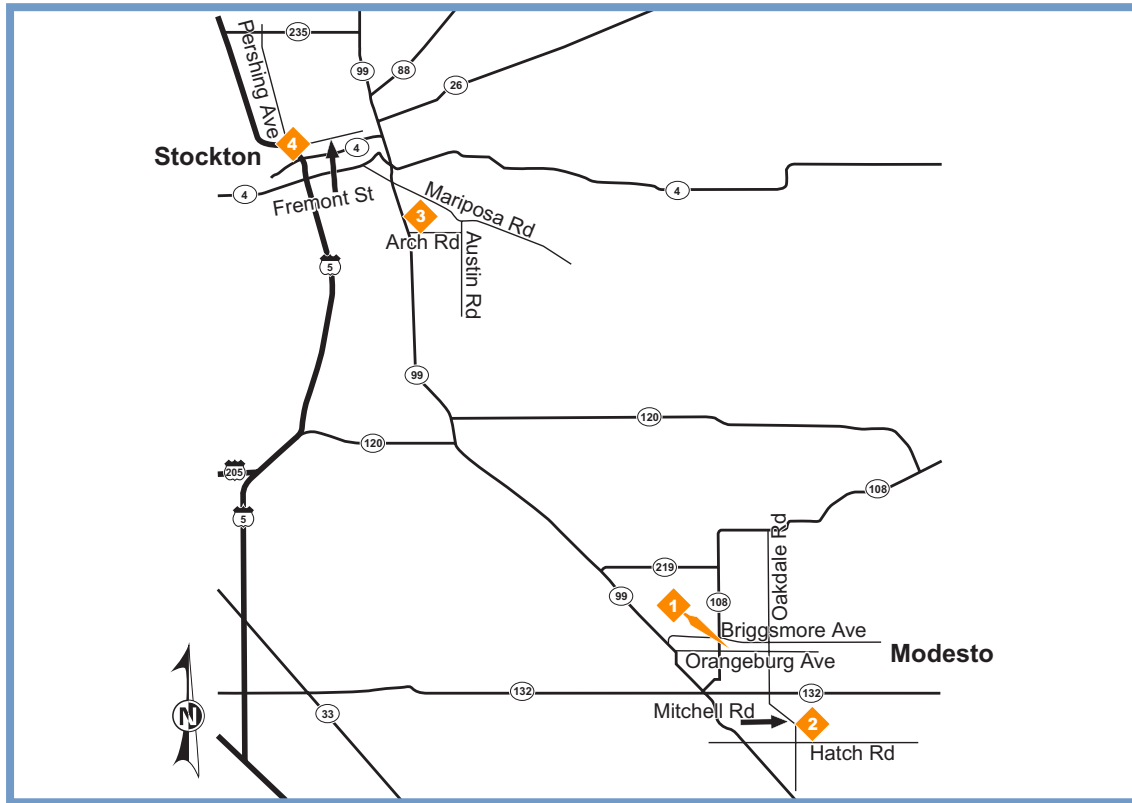 Pershing Ave
235
99
88
26
4
Stockton
4
4
4
Fremont St
Mariposa Rd
3
Arch Rd
Austin Rd
5
99
120
120
205
108
5
Oakdale Rd
219
99
1
108
Briggsmore Ave
Orangeburg Ave
Modesto
132
132
33
Mitchell Rd
2
Hatch Rd
N